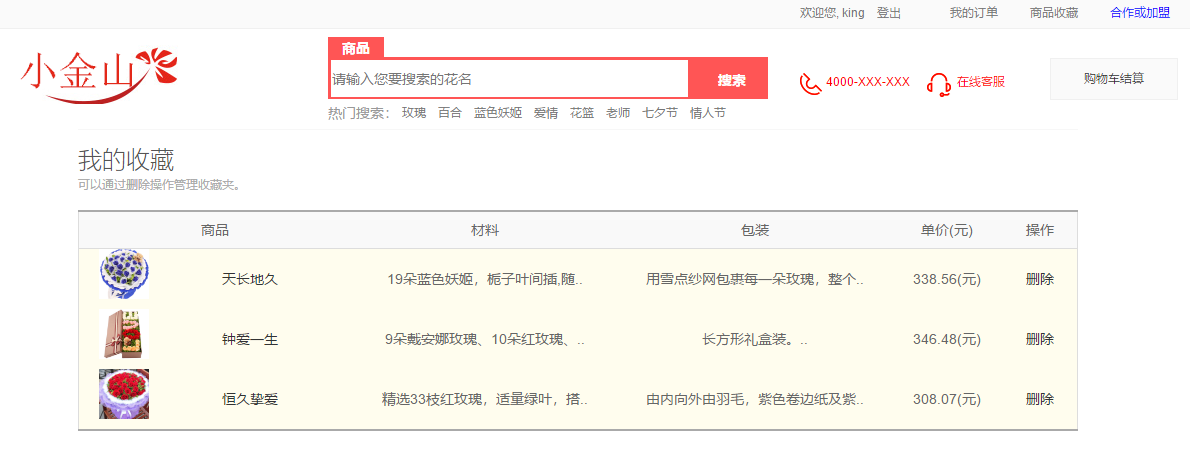 欢迎您, king 登出 我的订单 商品收藏 合作或加盟
小金山
商品
请输入您要搜索的花名 搜索
4000-XXX-XXX 在线客服 购物车结算
热门搜索： 玫瑰 百合 蓝色妖姬 爱情 花篮 老师 七夕节 情人节
我的收藏
可以通过删除操作管理收藏夹。
商品 材料 包装 单价(元) 操作
天长地久 19朵蓝色妖姬，栀子叶间插,随.. 用雪点纱网包裹每一朵玫瑰，整个.. 338.56(元) 删除
钟爱一生 9朵戴安娜玫瑰、10朵红玫瑰、.. 长方形礼盒装。.. 346.48(元) 删除
恒久挚爱 精选33枝红玫瑰，适量绿叶，搭.. 由内向外由羽毛，紫色卷边纸及紫.. 308.07(元) 删除